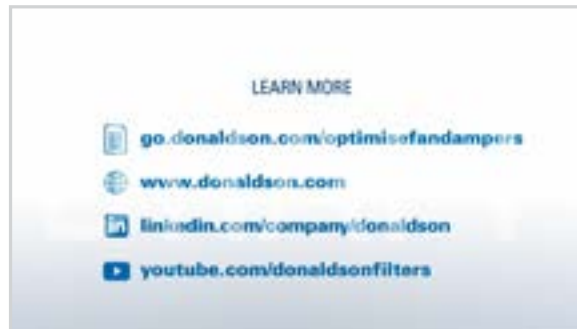 LEARN MORE
go.donaldson.com/optimisefandampers
www.donaldson.com
linkedin.com/company/donaldson
youtube.com/donaldsonfilters